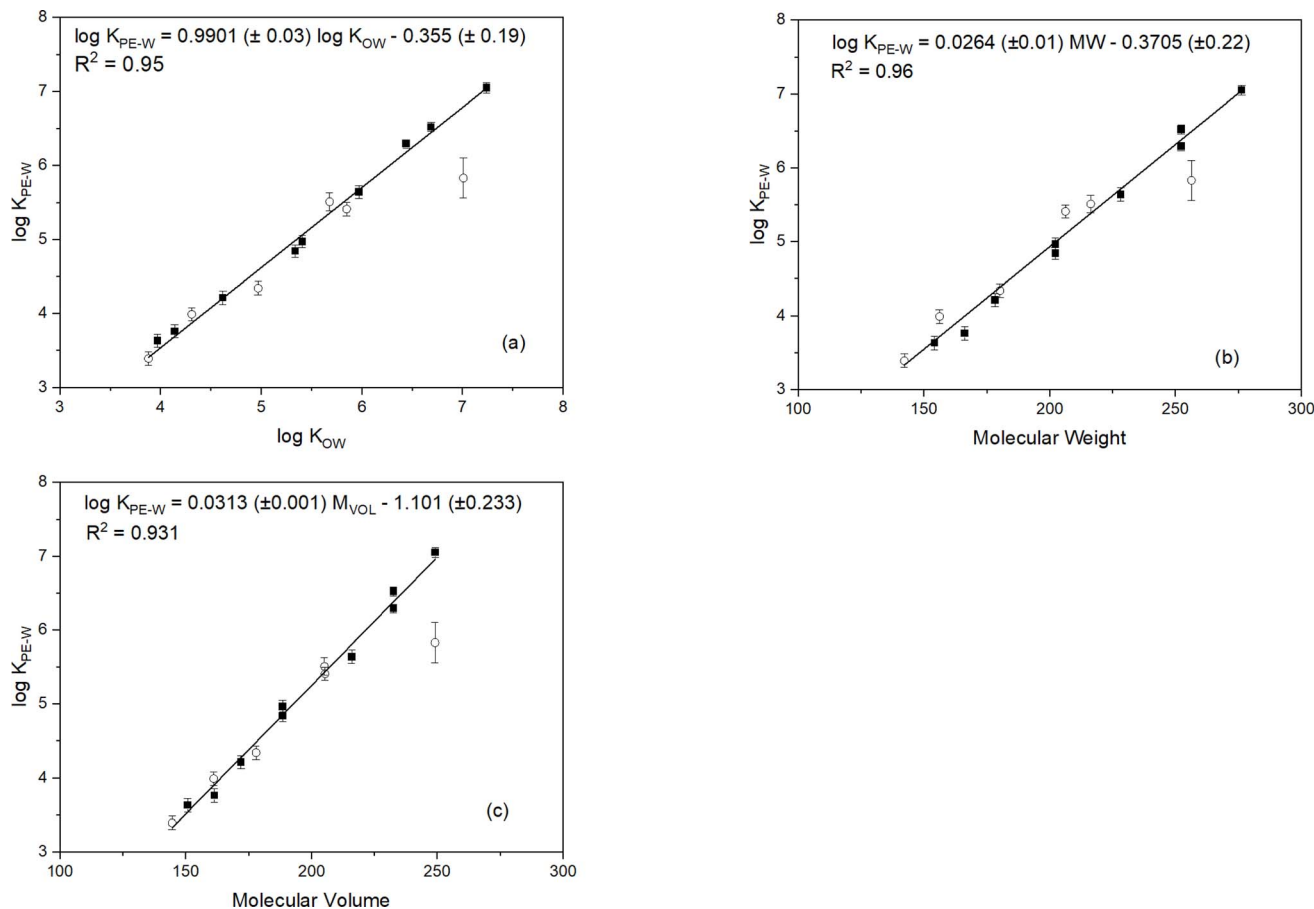 log K_PE-W = 0.9901 (± 0.03) log K_OW - 0.355 (± 0.19)
R² = 0.95
8
7
6
5
4
3
log K_PE-W
(a)
3 4 5 6 7 8
log K_OW
log K_PE-W = 0.0264 (±0.01) MW - 0.3705 (±0.22)
R² = 0.96
8
7
6
5
4
3
log K_PE-W
(b)
100 150 200 250 300
Molecular Weight
log K_PE-W = 0.0313 (±0.001) M_VOL - 1.101 (±0.233)
R² = 0.931
8
7
6
5
4
3
log K_PE-W
(c)
100 150 200 250 300
Molecular Volume